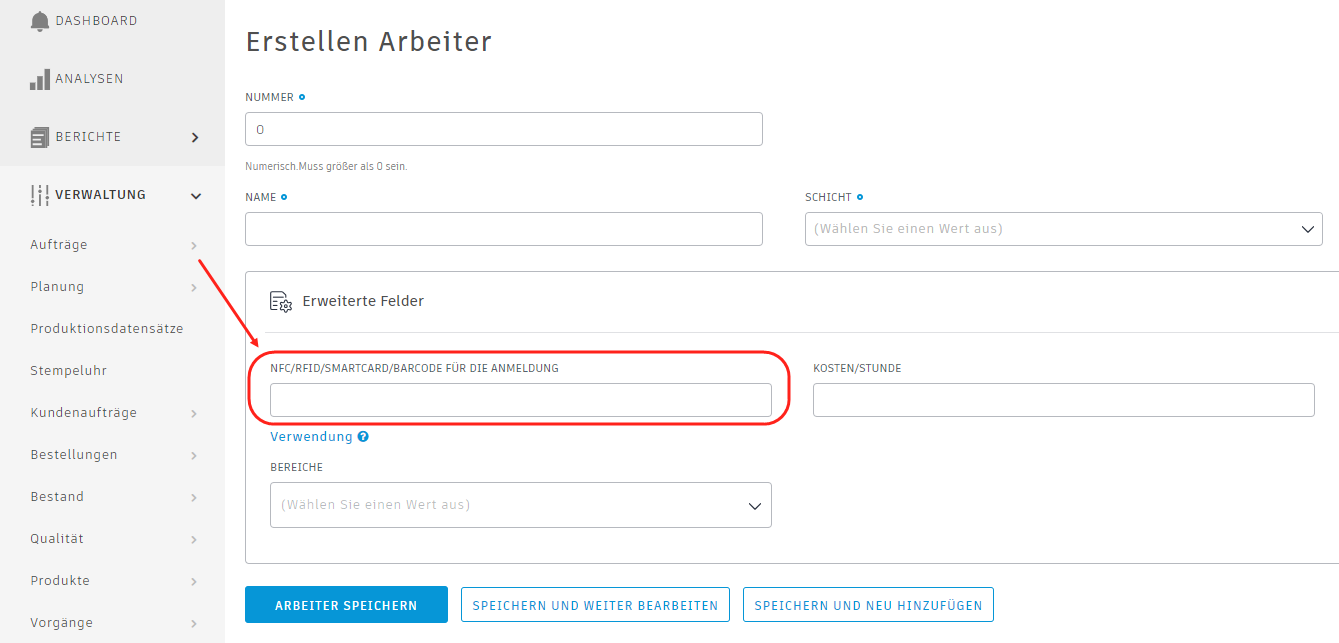 DASHBOARD
ANALYSEN
BERICHTE
VERWALTUNG
Aufträge
Planung
Produktionsdatensätze
Stempeluhr
Kundenaufträge
Bestellungen
Bestand
Qualität
Produkte
Vorgänge
Erstellen Arbeiter
NUMMER
0
Numerisch.Muss größer als 0 sein.
NAME
SCHICHT
(Wählen Sie einen Wert aus)
Erweiterte Felder
NFC/RFID/SMARTCARD/BARCODE FÜR DIE ANMELDUNG
KOSTEN/STUNDE
Verwendung ?
BEREICHE
(Wählen Sie einen Wert aus)
ARBEITER SPEICHERN
SPEICHERN UND WEITER BEARBEITEN
SPEICHERN UND NEU HINZUFÜGEN